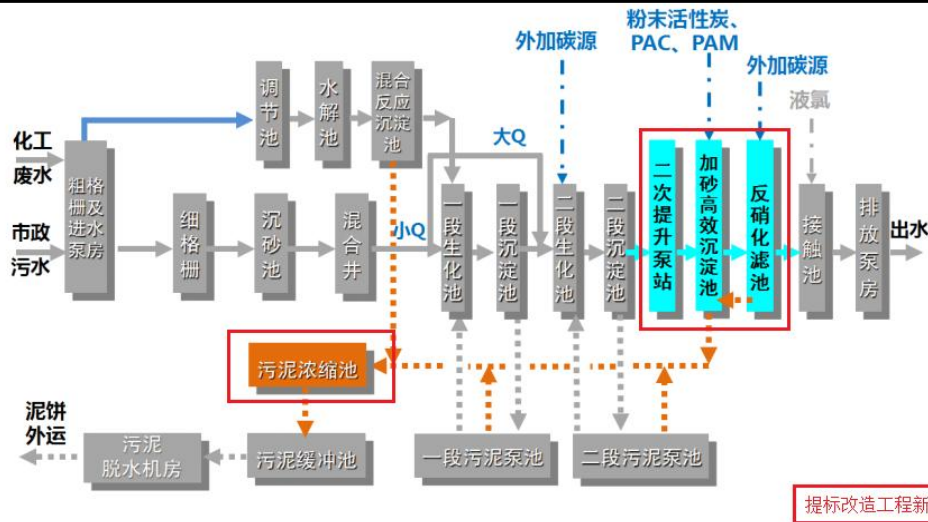 粉末活性炭、
PAC、PAM
外加碳源
外加碳源
液氯
调节池
水解池
混合反应沉淀池
大Q
化工
废水
粗格栅及进水泵房
市政
污水
细格栅
沉砂池
混合井
小Q
一段生化池
一段沉淀池
二段生化池
二段沉淀池
二次提升泵站
加砂高效沉淀池
反硝化滤池
接触池
排放泵房
出水
污泥浓缩池
泥饼
外运
污泥
脱水机房
污泥缓冲池
一段污泥泵池
二段污泥泵池
提标改造工程新